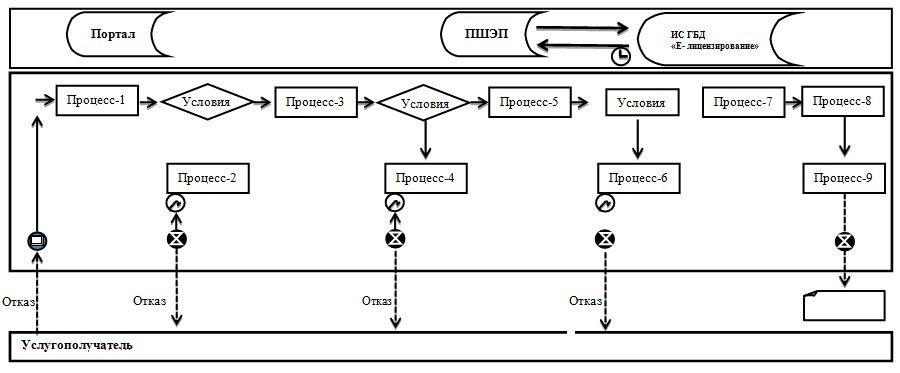 Портал
ПШЭП
ИС ГБД
«Е- лицензирование»
Процесс-1
Условия
Процесс-3
Условия
Процесс-5
Условия
Процесс-7
Процесс-8
Процесс-2
Процесс-4
Процесс-6
Процесс-9
Отказ
Отказ
Отказ
Отказ
Услугополучатель